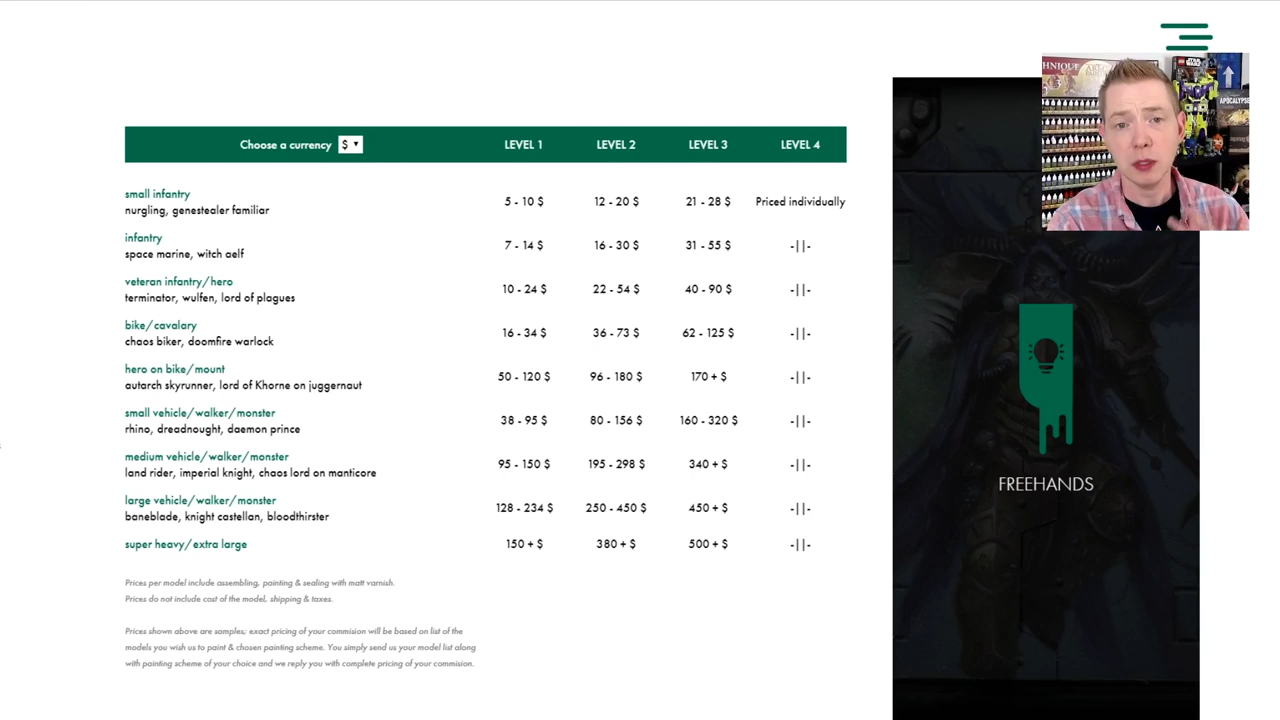 Choose a currency $ ▼ LEVEL 1 LEVEL 2 LEVEL 3 LEVEL 4
small infantry
nurgling, genestealer familiar 5 - 10 $ 12 - 20 $ 21 - 28 $ Priced individually
infantry
space marine, witch aelf 7 - 14 $ 16 - 30 $ 31 - 55 $ -||-
veteran infantry/hero
terminator, wulfen, lord of plagues 10 - 24 $ 22 - 54 $ 40 - 90 $ -||-
bike/cavalary
chaos biker, doomfire warlock 16 - 34 $ 36 - 73 $ 62 - 125 $ -||-
hero on bike/mount
autarch skyrunner, lord of Khorne on juggernaut 50 - 120 $ 96 - 180 $ 170 + $ -||-
small vehicle/walker/monster
rhino, dreadnought, daemon prince 38 - 95 $ 80 - 156 $ 160 - 320 $ -||-
medium vehicle/walker/monster
land rider, imperial knight, chaos lord on manticore 95 - 150 $ 195 - 298 $ 340 + $ -||-
large vehicle/walker/monster
baneblade, knight castellan, bloodthirster 128 - 234 $ 250 - 450 $ 450 + $ -||-
super heavy/extra large 150 + $ 380 + $ 500 + $ -||-
Prices per model include assembling, painting & sealing with matt varnish.
Prices do not include cost of the model, shipping & taxes.
Prices shown above are samples; exact pricing of your commision will be based on list of the
models you wish us to paint & chosen painting scheme. You simply send us your model list along
with painting scheme of your choice and we reply you with complete pricing of your commision.
FREEHANDS
STAR WARS
APOCALYPSE